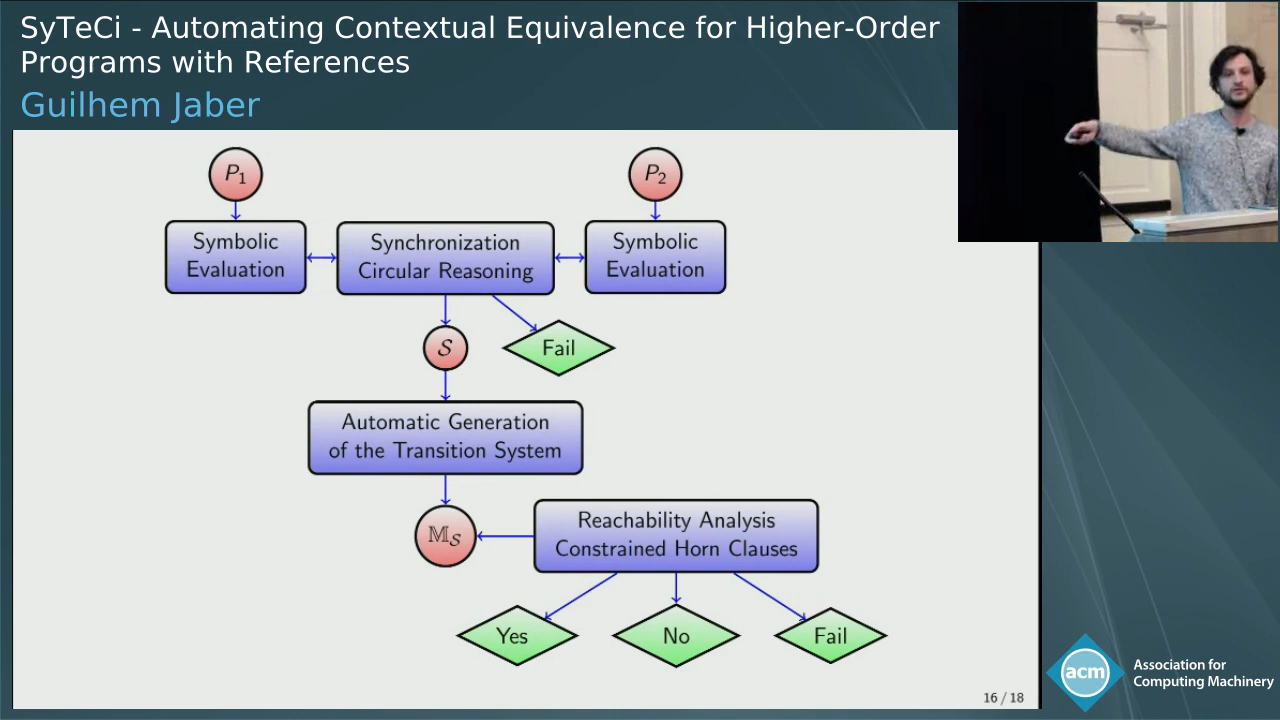 SyTeCi - Automating Contextual Equivalence for Higher-Order
Programs with References
Guilhem Jaber
P₁
P₂
Symbolic
Evaluation
Synchronization
Circular Reasoning
Symbolic
Evaluation
𝒮
Fail
Automatic Generation
of the Transition System
𝕄𝒮
Reachability Analysis
Constrained Horn Clauses
Yes
No
Fail
16 / 18
acm
Association for
Computing Machinery